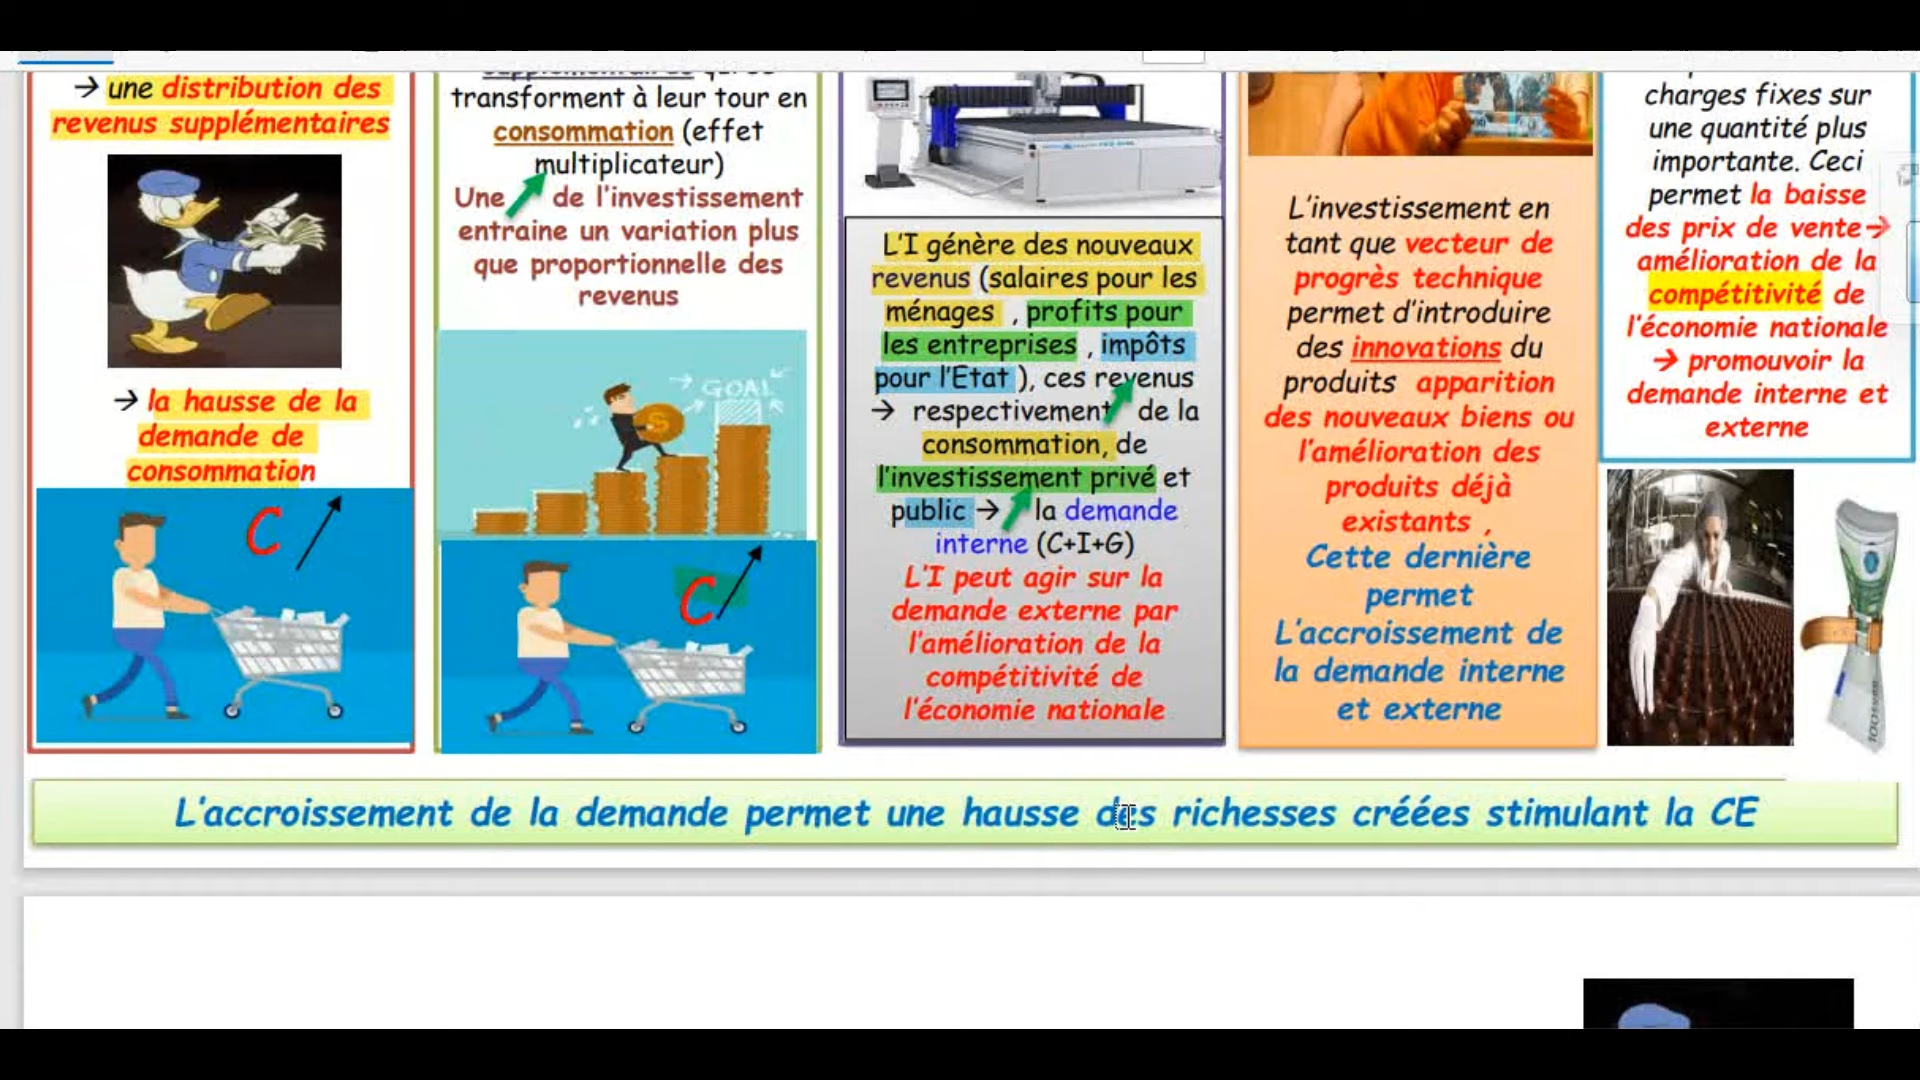 → une distribution des
revenus supplémentaires
→ la hausse de la
demande de
consommation
C
transforment à leur tour en
consommation (effet
multiplicateur)
Une de l'investissement
entraine un variation plus
que proportionnelle des
revenus
GOAL
$
C
L'I génère des nouveaux
revenus (salaires pour les
ménages , profits pour
les entreprises , impôts
pour l'Etat ), ces revenus
→ respectivement de la
consommation, de
l'investissement privé et
public → la demande
interne (C+I+G)
L'I peut agir sur la
demande externe par
l'amélioration de la
compétitivité de
l'économie nationale
L'investissement en
tant que vecteur de
progrès technique
permet d'introduire
des innovations du
produits apparition
des nouveaux biens ou
l'amélioration des
produits déjà
existants ,
Cette dernière
permet
L'accroissement de
la demande interne
et externe
charges fixes sur
une quantité plus
importante. Ceci
permet la baisse
des prix de vente→
amélioration de la
compétitivité de
l'économie nationale
→ promouvoir la
demande interne et
externe
L'accroissement de la demande permet une hausse des richesses créées stimulant la CE